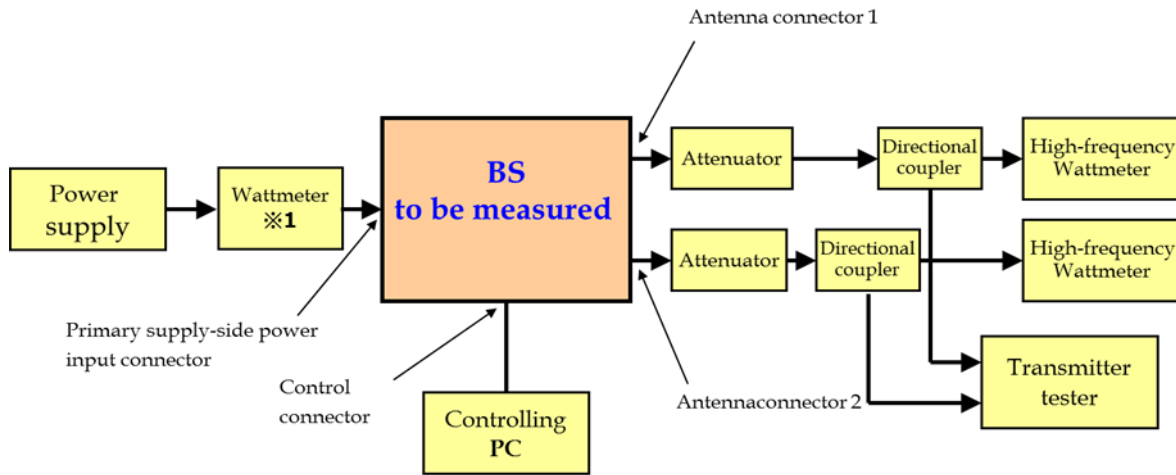 Antenna connector 1
Power
supply
Wattmeter
※1
BS
to be measured
Attenuator
Directional
coupler
High-frequency
Wattmeter
Attenuator
Directional
coupler
High-frequency
Wattmeter
Primary supply-side power
input connector
Control
connector
Controlling
PC
Antennaconnector 2
Transmitter
tester